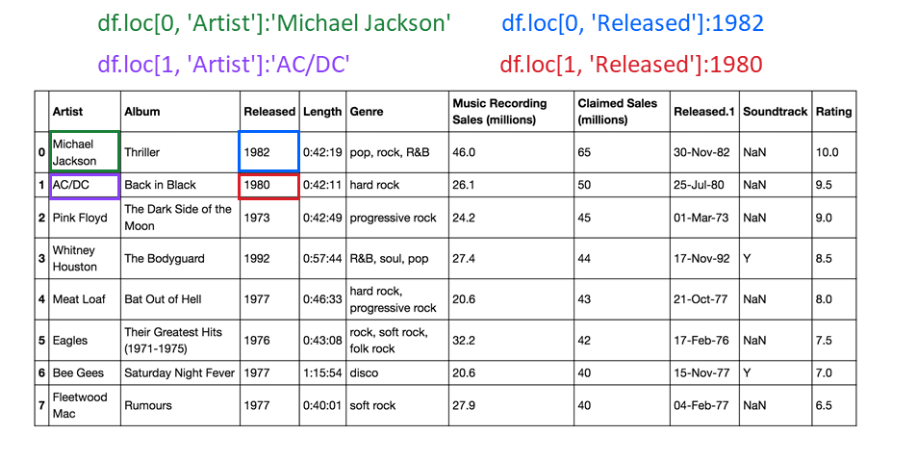 df.loc[0, 'Artist']:'Michael Jackson' df.loc[0, 'Released']:1982
df.loc[1, 'Artist']:'AC/DC' df.loc[1, 'Released']:1980
Artist Album Released Length Genre Music Recording Sales (millions) Claimed Sales (millions) Released.1 Soundtrack Rating
0 Michael Jackson Thriller 1982 0:42:19 pop, rock, R&B 46.0 65 30-Nov-82 NaN 10.0
1 AC/DC Back in Black 1980 0:42:11 hard rock 26.1 50 25-Jul-80 NaN 9.5
2 Pink Floyd The Dark Side of the Moon 1973 0:42:49 progressive rock 24.2 45 01-Mar-73 NaN 9.0
3 Whitney Houston The Bodyguard 1992 0:57:44 R&B, soul, pop 27.4 44 17-Nov-92 Y 8.5
4 Meat Loaf Bat Out of Hell 1977 0:46:33 hard rock, progressive rock 20.6 43 21-Oct-77 NaN 8.0
5 Eagles Their Greatest Hits (1971-1975) 1976 0:43:08 rock, soft rock, folk rock 32.2 42 17-Feb-76 NaN 7.5
6 Bee Gees Saturday Night Fever 1977 1:15:54 disco 20.6 40 15-Nov-77 Y 7.0
7 Fleetwood Mac Rumours 1977 0:40:01 soft rock 27.9 40 04-Feb-77 NaN 6.5